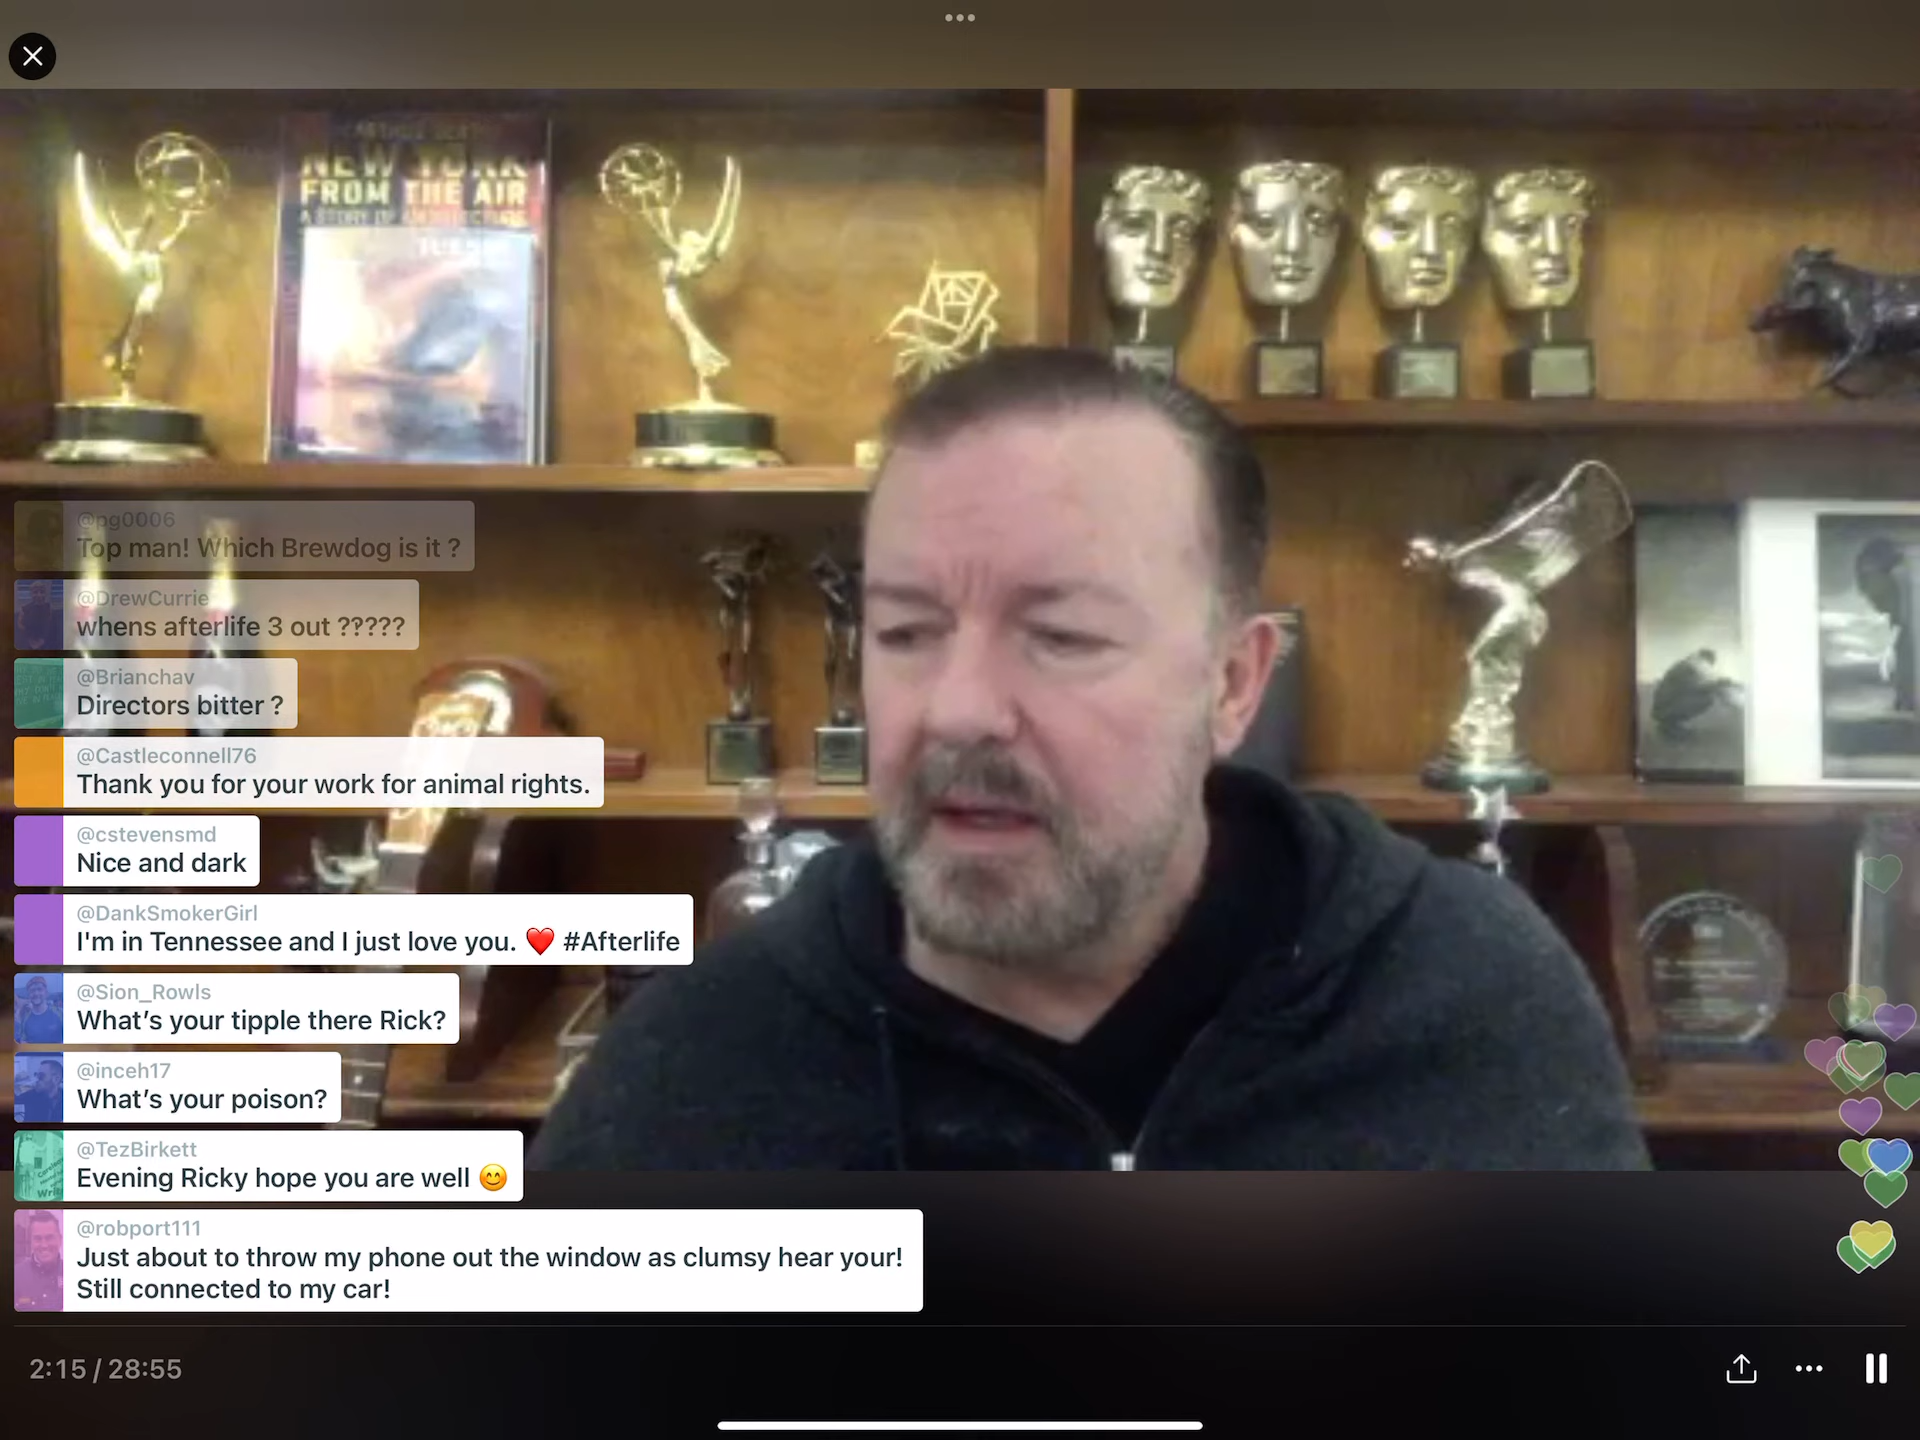 NEW YORK
FROM THE AIR
A STORY OF ARCHITECTURE
@pg0006
Top man! Which Brewdog is it ?
@DrewCurrie
whens afterlife 3 out ?????
@Brianchav
Directors bitter ?
@Castleconnell76
Thank you for your work for animal rights.
@cstevensmd
Nice and dark
@DankSmokerGirl
I'm in Tennessee and I just love you. ❤️ #Afterlife
@Sion_Rowls
What's your tipple there Rick?
@inceh17
What's your poison?
@TezBirkett
Evening Ricky hope you are well 😊
@robport111
Just about to throw my phone out the window as clumsy hear your!
Still connected to my car!
2:15 / 28:55